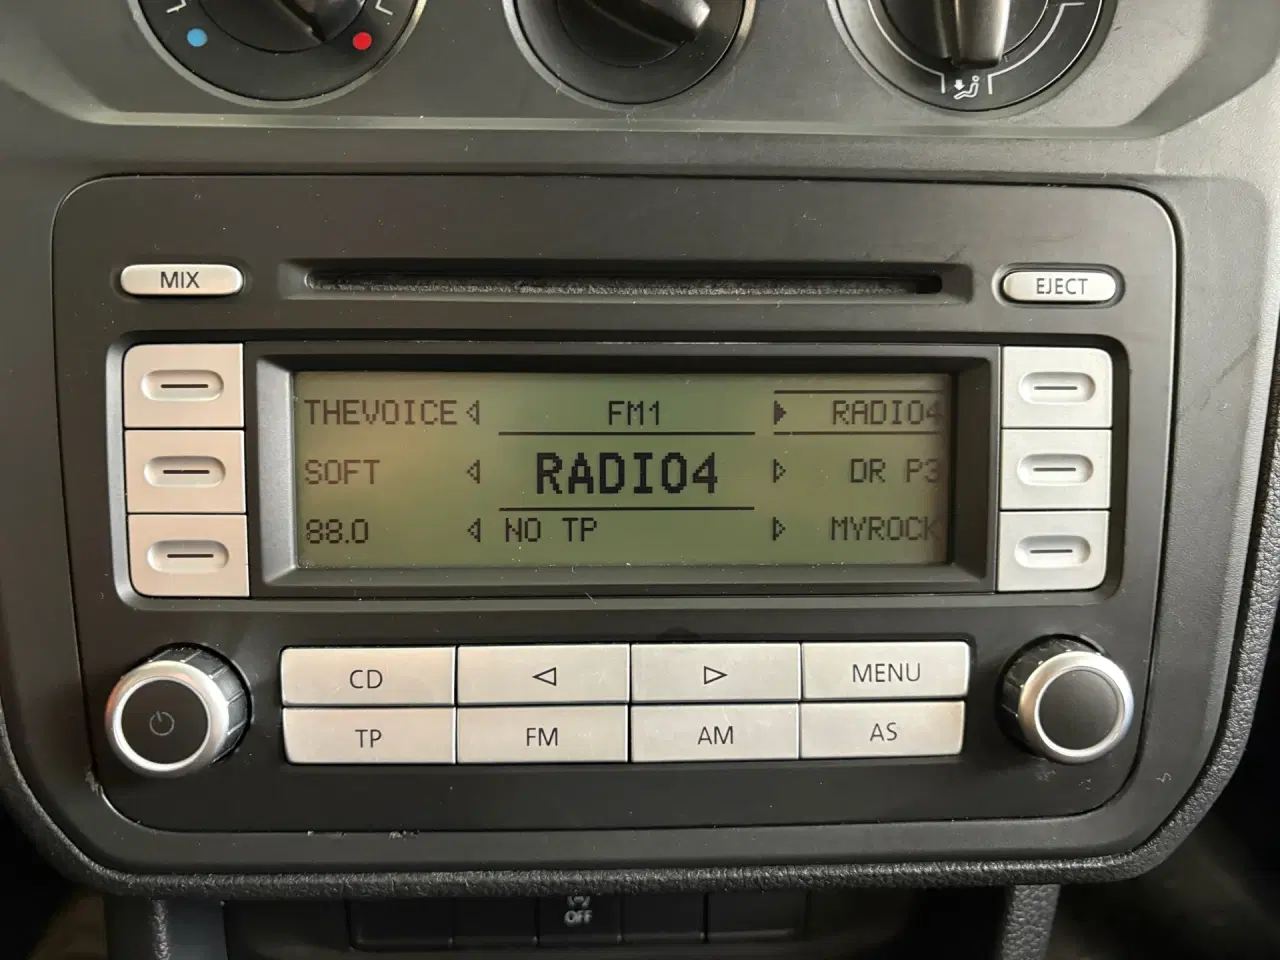 MIX
EJECT
THEVOICE FM1 RADIO4
SOFT RADIO4 DR P3
88.0 NO TP MYROCK
CD MENU
TP FM AM AS
OFF